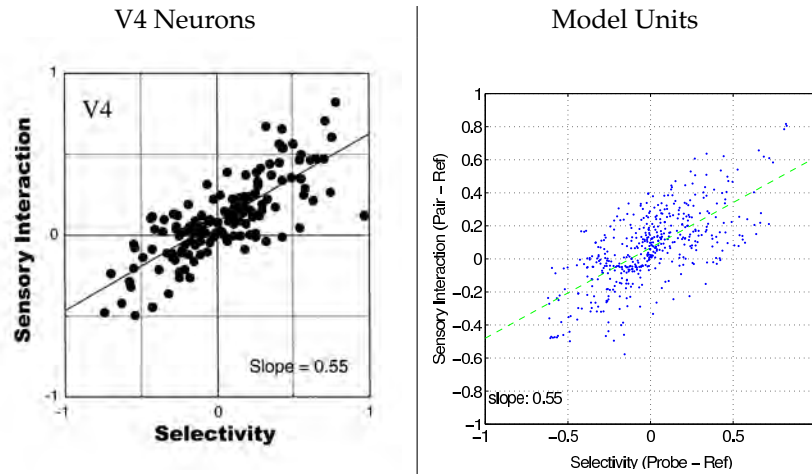 V4 Neurons
1
V4
0
-1
-1
0
1
Slope = 0.55
Sensory Interaction
Selectivity
Model Units
1
0.8
0.6
0.4
0.2
0
−0.2
−0.4
−0.6
−0.8
−1
slope: 0.55
−1
−0.5
0
0.5
Sensory Interaction (Pair − Ref)
Selectivity (Probe − Ref)